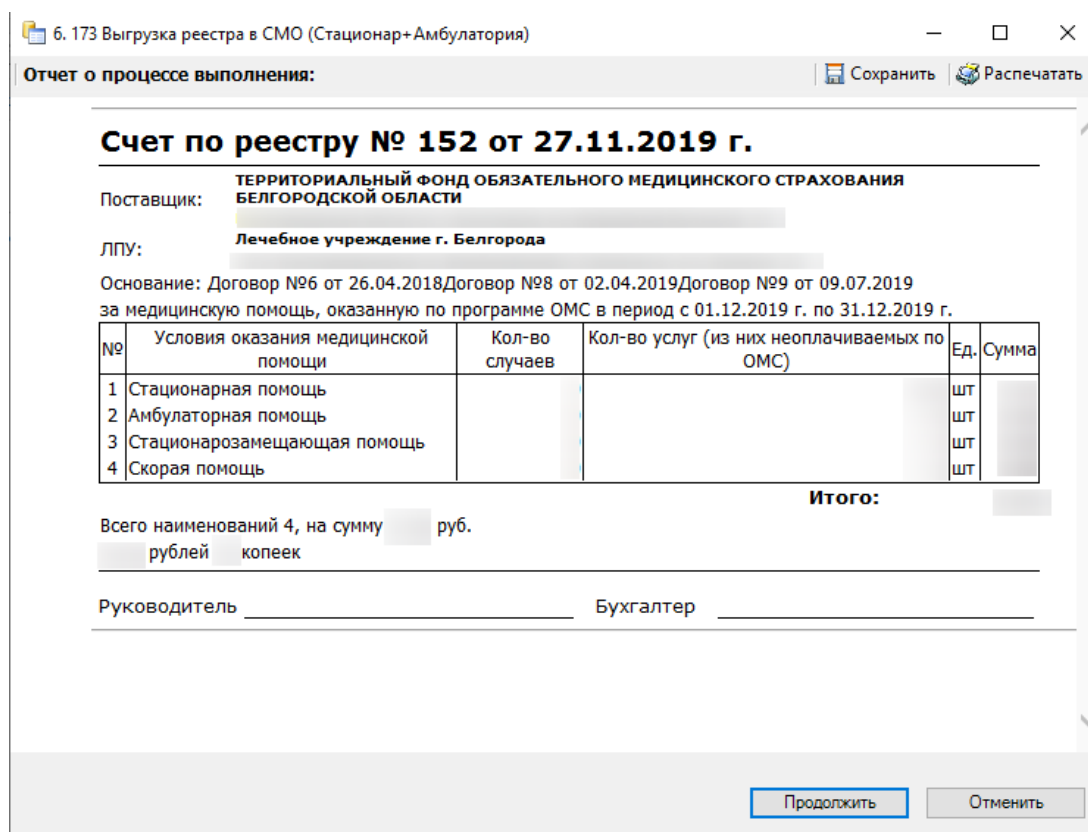 6. 173 Выгрузка реестра в СМО (Стационар+Амбулатория)
Отчет о процессе выполнения: Сохранить Распечатать
Счет по реестру № 152 от 27.11.2019 г.
Поставщик: ТЕРРИТОРИАЛЬНЫЙ ФОНД ОБЯЗАТЕЛЬНОГО МЕДИЦИНСКОГО СТРАХОВАНИЯ
БЕЛГОРОДСКОЙ ОБЛАСТИ
ЛПУ: Лечебное учреждение г. Белгорода
Основание: Договор №6 от 26.04.2018Договор №8 от 02.04.2019Договор №9 от 09.07.2019
за медицинскую помощь, оказанную по программе ОМС в период с 01.12.2019 г. по 31.12.2019 г.
№ Условия оказания медицинской помощи Кол-во случаев Кол-во услуг (из них неоплачиваемых по ОМС) Ед. Сумма
1 Стационарная помощь шт
2 Амбулаторная помощь шт
3 Стационарозамещающая помощь шт
4 Скорая помощь шт
Итого:
Всего наименований 4, на сумму руб.
рублей копеек
Руководитель Бухгалтер
Продолжить Отменить